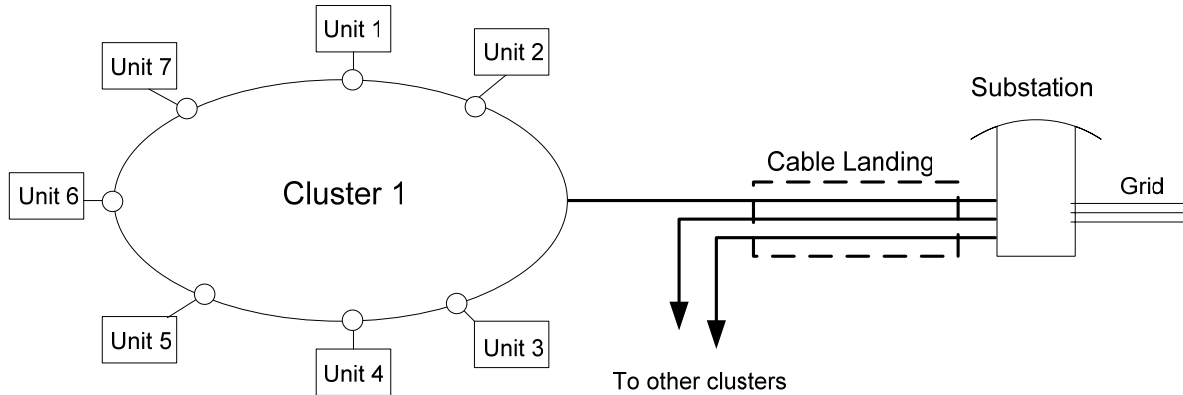 Unit 1
Unit 2
Unit 7
Substation
Cable Landing
Unit 6
Cluster 1
Grid
Unit 5
Unit 3
Unit 4
To other clusters